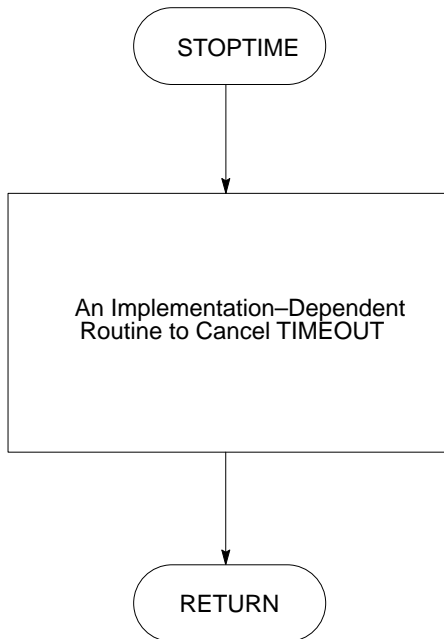 STOPTIME
An Implementation–Dependent
Routine to Cancel TIMEOUT
RETURN